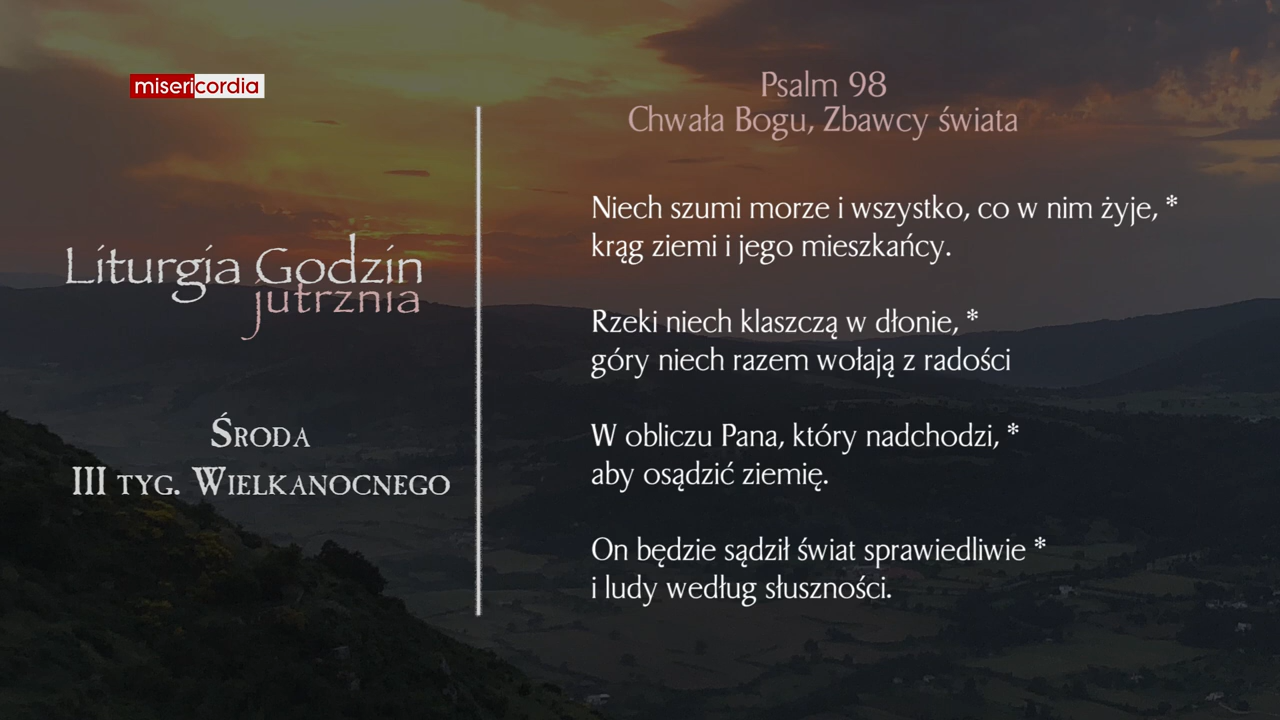 misericordia
Liturgia Godzin
jutrznia
Środa
III tyg. Wielkanocnego
Psalm 98
Chwała Bogu, Zbawcy świata
Niech szumi morze i wszystko, co w nim żyje, *
krąg ziemi i jego mieszkańcy.
Rzeki niech klaszczą w dłonie, *
góry niech razem wołają z radości
W obliczu Pana, który nadchodzi, *
aby osądzić ziemię.
On będzie sądził świat sprawiedliwie *
i ludy według słuszności.